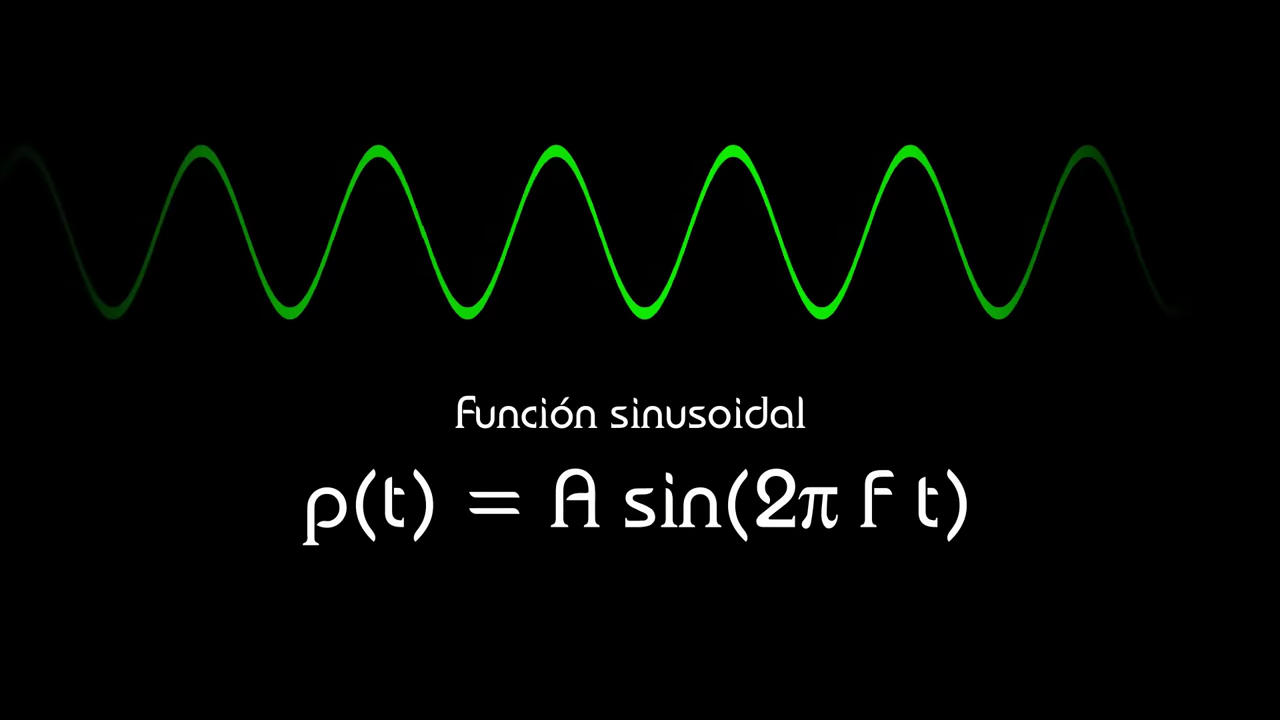 Función sinusoidal
p(t) = A sin(2π f t)